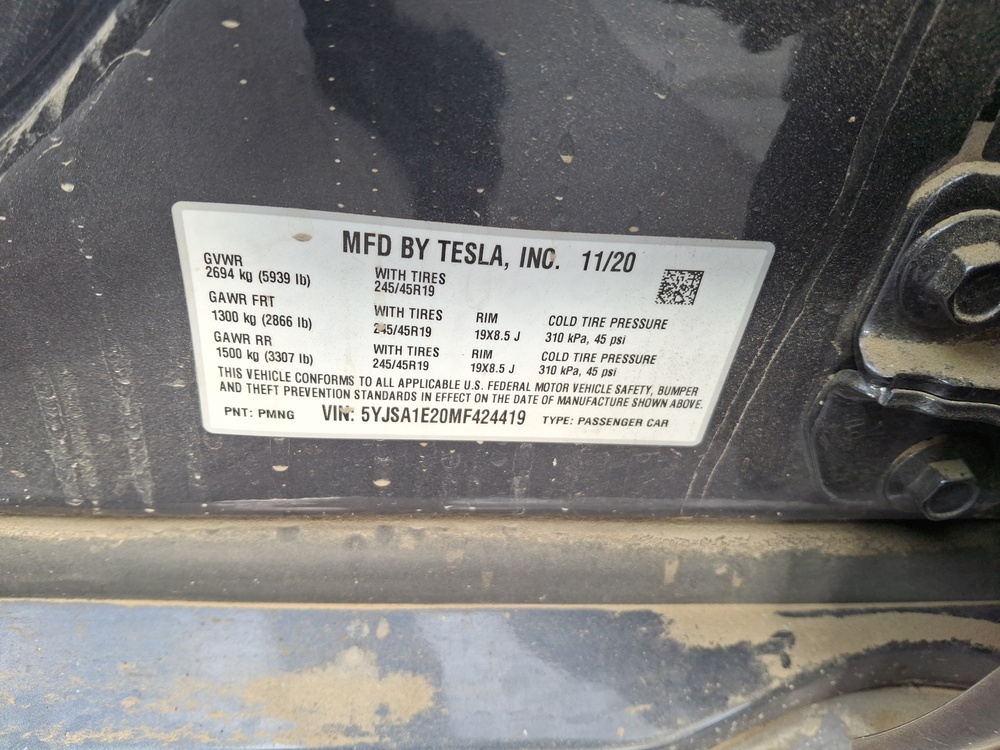 MFD BY TESLA, INC. 11/20
GVWR
2694 kg (5939 lb)
WITH TIRES
245/45R19
GAWR FRT
1300 kg (2866 lb)
WITH TIRES
245/45R19
RIM
19X8.5 J
COLD TIRE PRESSURE
310 kPa, 45 psi
GAWR RR
1500 kg (3307 lb)
WITH TIRES
245/45R19
RIM
19X8.5 J
COLD TIRE PRESSURE
310 kPa, 45 psi
THIS VEHICLE CONFORMS TO ALL APPLICABLE U.S. FEDERAL MOTOR VEHICLE SAFETY, BUMPER
AND THEFT PREVENTION STANDARDS IN EFFECT ON THE DATE OF MANUFACTURE SHOWN ABOVE.
PNT: PMNG VIN: 5YJSA1E20MF424419 TYPE: PASSENGER CAR